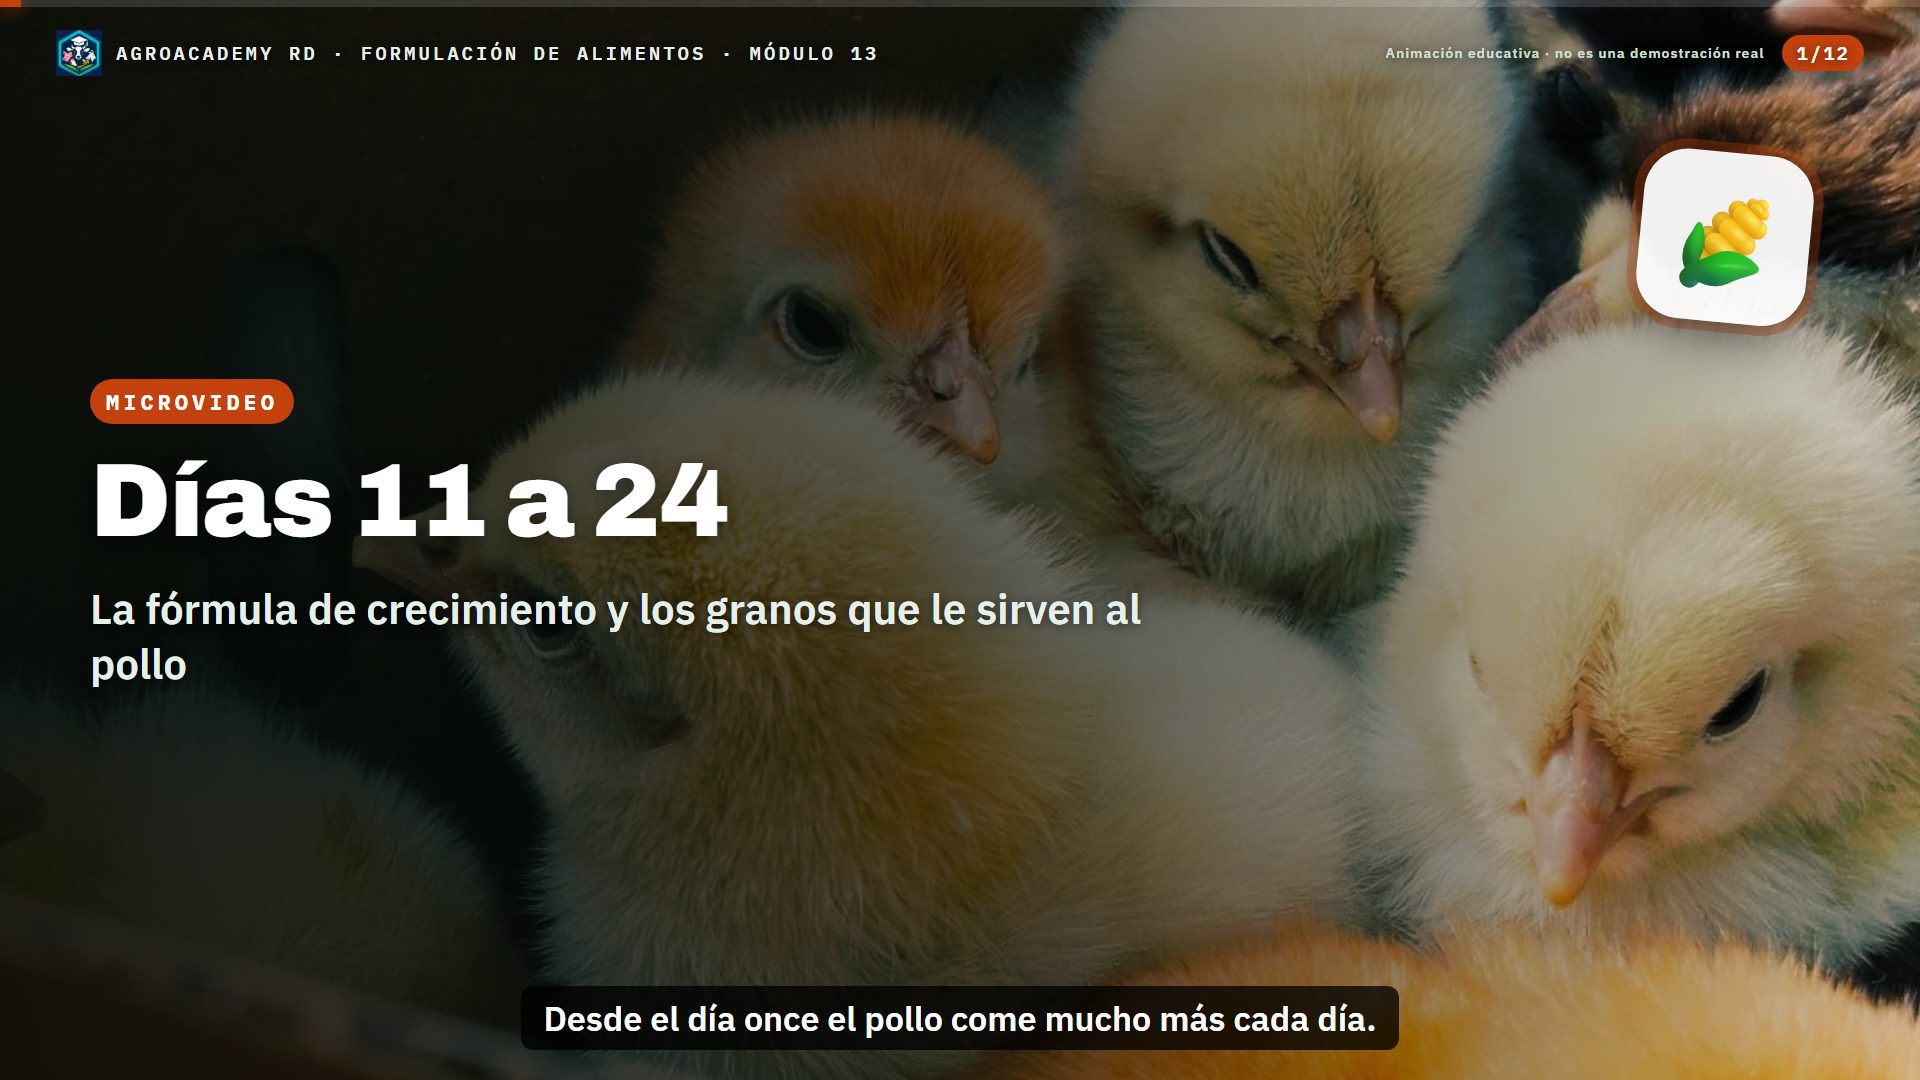 AGROACADEMY RD · FORMULACIÓN DE ALIMENTOS · MÓDULO 13
Animación educativa · no es una demostración real
1/12
MICROVIDEO
Días 11 a 24
La fórmula de crecimiento y los granos que le sirven al
pollo
Desde el día once el pollo come mucho más cada día.